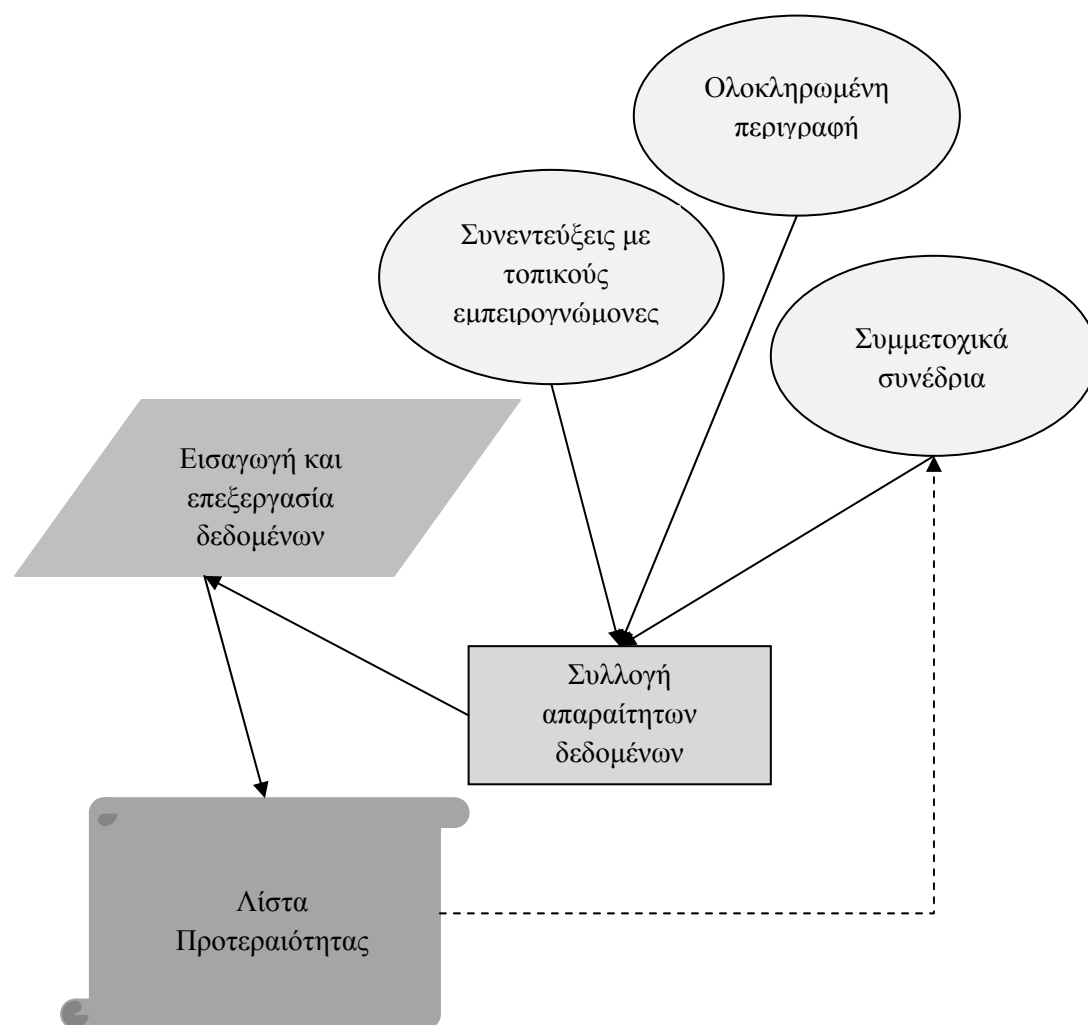 Ολοκληρωμένη
περιγραφή
Συνεντεύξεις με
τοπικούς
εμπειρογνώμονες
Συμμετοχικά
συνέδρια
Εισαγωγή και
επεξεργασία
δεδομένων
Συλλογή
απαραίτητων
δεδομένων
Λίστα
Προτεραιότητας